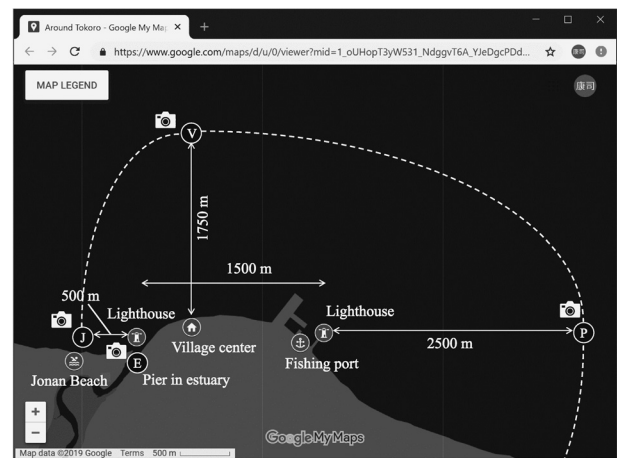 Around Tokoro - Google My Ma
https://www.google.com/maps/d/u/0/viewer?mid=1_oUHopT3yW531_NdggvT6A_YJeDgcPDd...
MAP LEGEND
康司
V
1750 m
1500 m
500 m
Lighthouse
Lighthouse
J
P
Village center
2500 m
E
Fishing port
Jonan Beach
Pier in estuary
+
−
Google My Maps
Map data ©2019 Google Terms 500 m